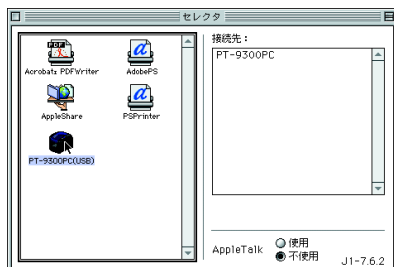 セレクタ
接続先：
PT-9300PC
PDF
Acrobat™ PDFWriter
AdobePS
AppleShare
PSPrinter
PT-9300PC(USB)
AppleTalk
使用
不使用
J1-7.6.2